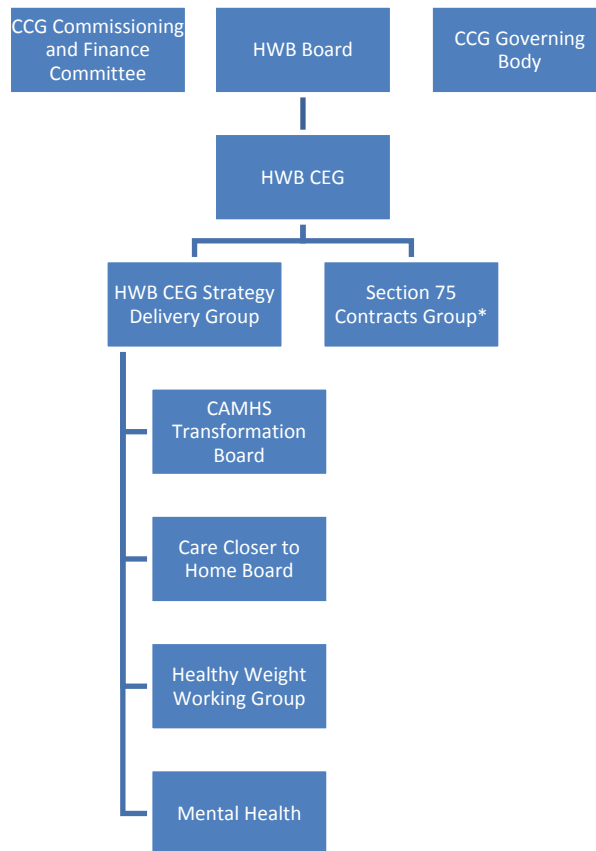 CCG Commissioning
and Finance
Committee
HWB Board
CCG Governing
Body
HWB CEG
HWB CEG Strategy
Delivery Group
Section 75
Contracts Group*
CAMHS
Transformation
Board
Care Closer to
Home Board
Healthy Weight
Working Group
Mental Health